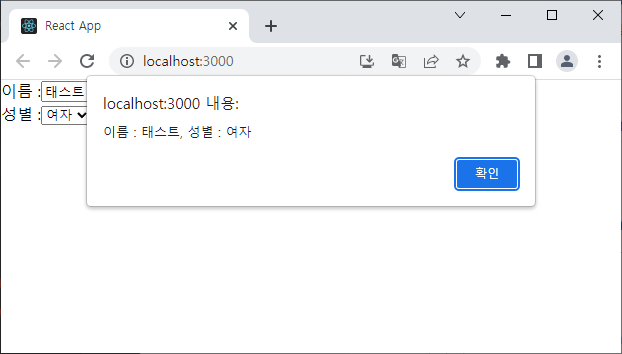 React App
localhost:3000
이름 : 태스트
성별 : 여자
localhost:3000 내용:
이름 : 태스트, 성별 : 여자
확인